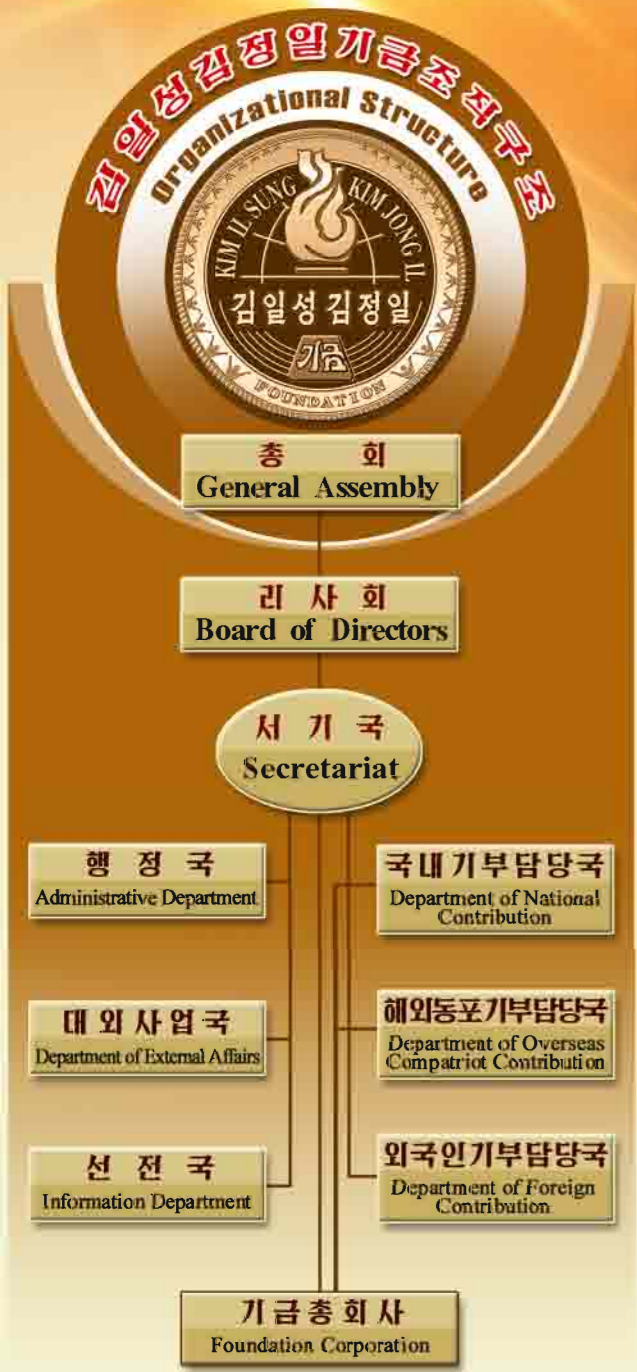 김일성김정일기금조직구조
Organizational Structure
KIM IL SUNG KIM JONG IL
김일성 김정일
기금
FOUNDATION
총 회
General Assembly
리 사 회
Board of Directors
서 기 국
Secretariat
행 정 국
Administrative Department
국내기부담당국
Department of National
Contribution
대 외 사 업 국
Department of External Affairs
해외동포기부담당국
Department of Overseas
Compatriot Contribution
선 전 국
Information Department
외국인기부담당국
Department of Foreign
Contribution
기금총회사
Foundation Corporation